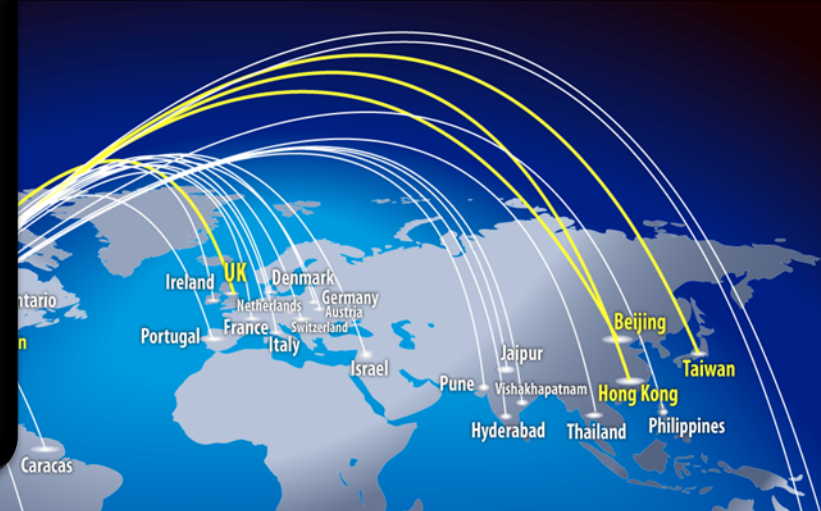 Ireland
UK
Denmark
Netherlands
Germany
Austria
ntario
Portugal
France
Switzerland
Italy
Beijing
n
Israel
Jaipur
Taiwan
Pune
Vishakhapatnam
Hong Kong
Hyderabad
Thailand
Philippines
Caracas